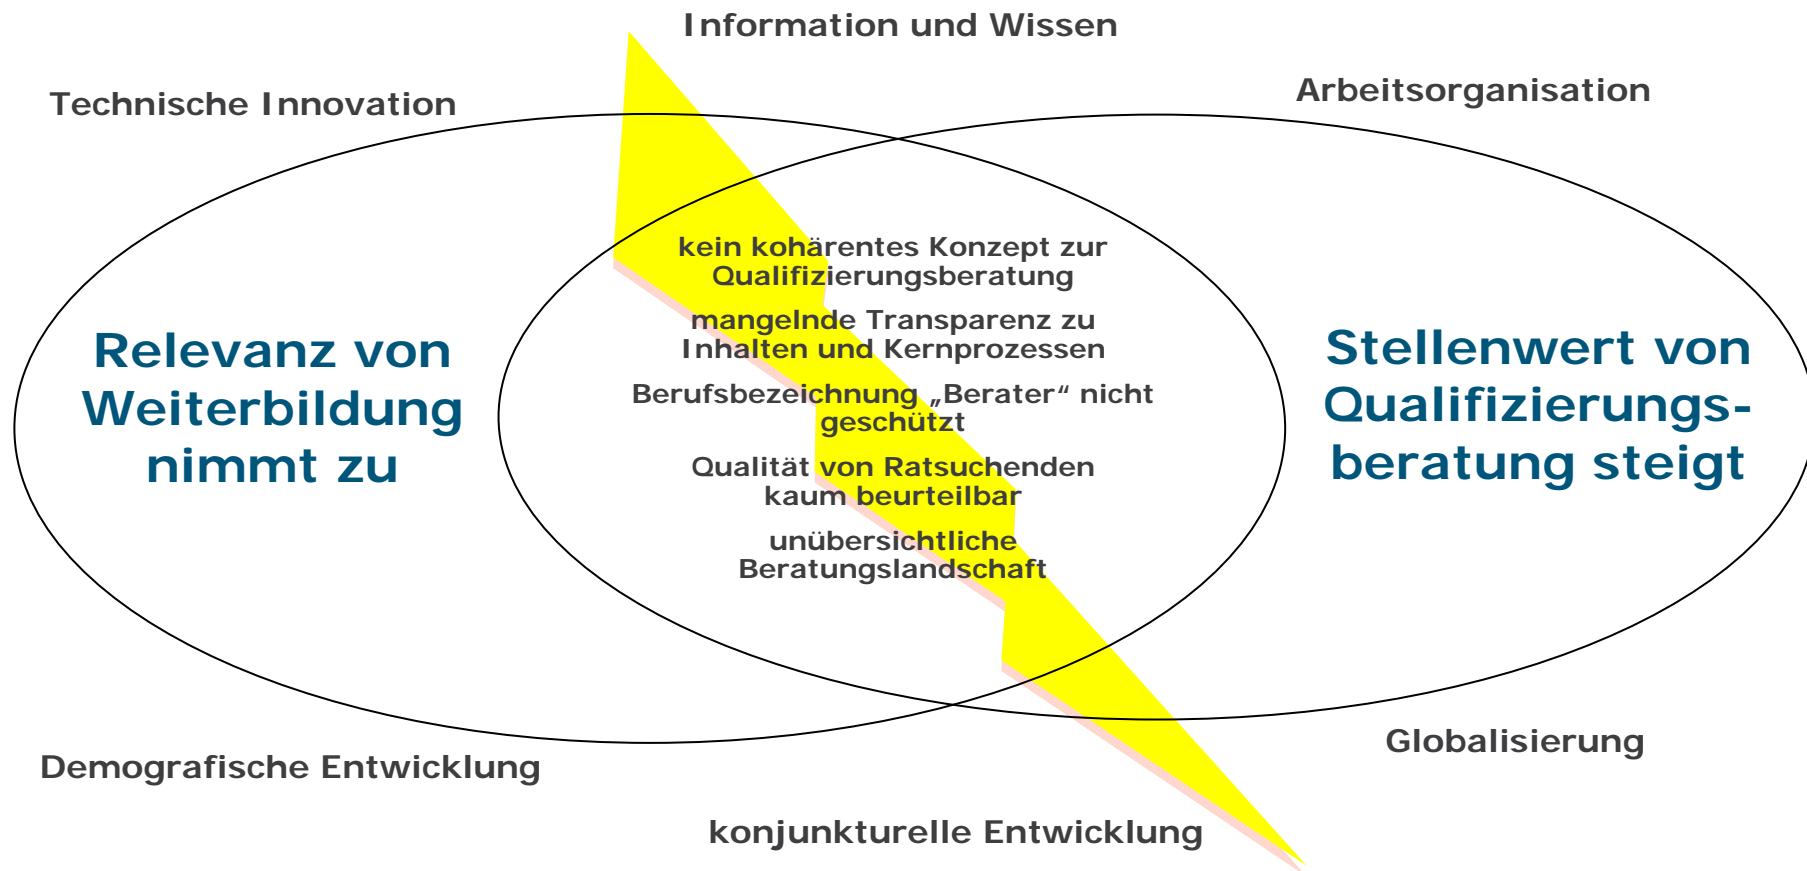 Information und Wissen
Technische Innovation
Arbeitsorganisation
kein kohärentes Konzept zur
Qualifizierungsberatung
mangelnde Transparenz zu
Inhalten und Kernprozessen
Berufsbezeichnung „Berater“ nicht
geschützt
Qualität von Ratsuchenden
kaum beurteilbar
unübersichtliche
Beratungslandschaft
Relevanz von
Weiterbildung
nimmt zu
Stellenwert von
Qualifizierungs-
beratung steigt
Demografische Entwicklung
Globalisierung
konjunkturelle Entwicklung